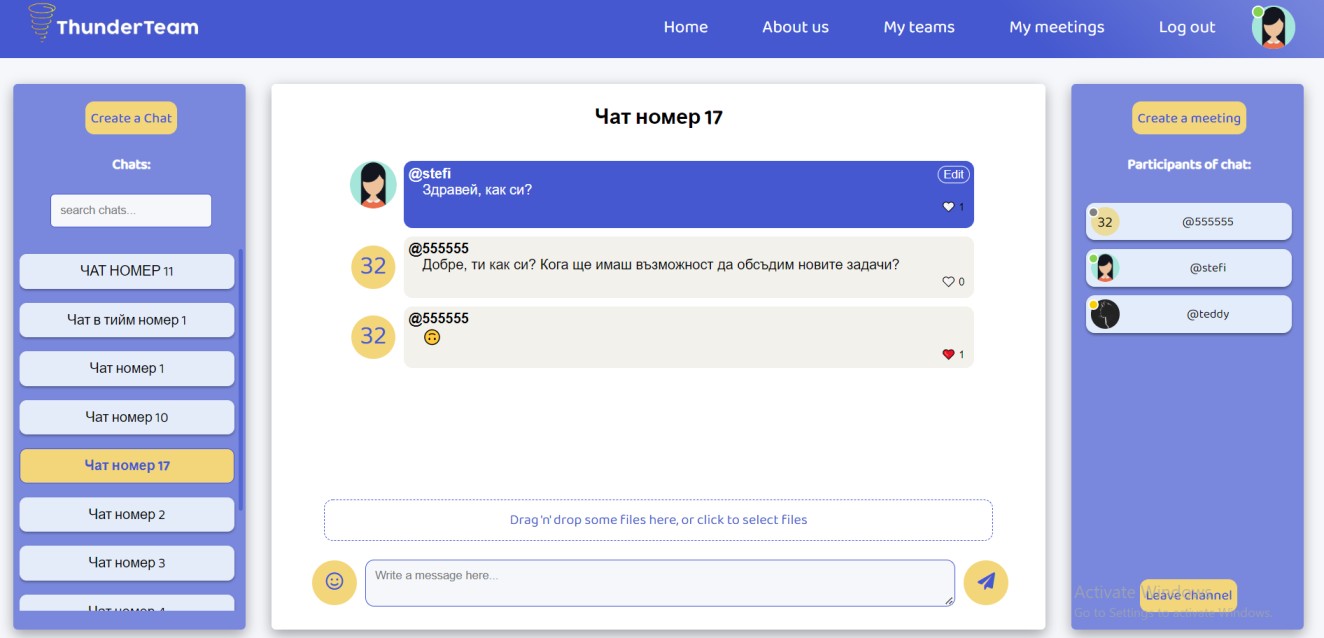 ThunderTeam
Home
About us
My teams
My meetings
Log out
Create a Chat
Chats:
search chats...
ЧАТ НОМЕР 11
Чат в тийм номер 1
Чат номер 1
Чат номер 10
Чат номер 17
Чат номер 2
Чат номер 3
Чат номер 17
@stefi
Edit
Здравей, как си?
1
32
@555555
Добре, ти как си? Кога ще имаш възможност да обсъдим новите задачи?
0
32
@555555
🙃
1
Drag 'n' drop some files here, or click to select files
Write a message here...
Create a meeting
Participants of chat:
32
@555555
@stefi
@teddy
Activate Windows
Leave channel
Go to Settings to activate Windows.